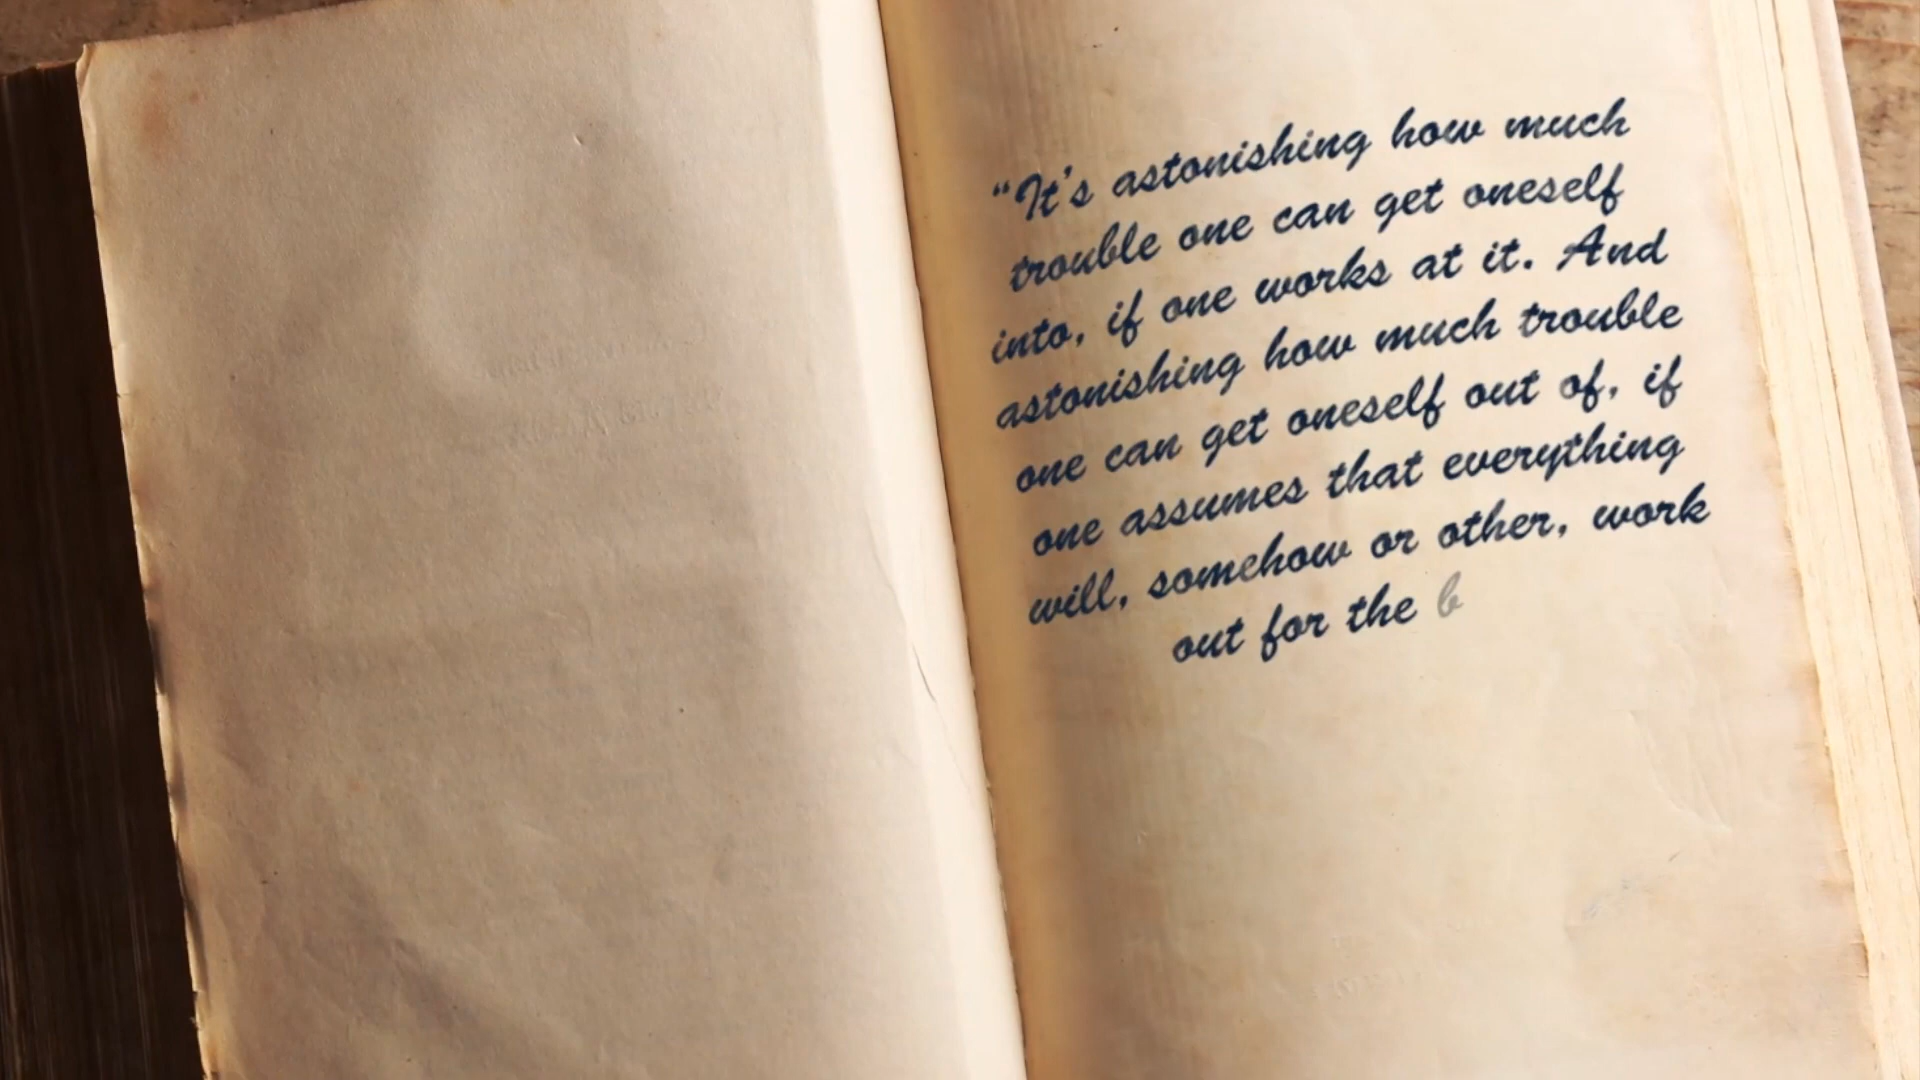 “It's astonishing how much
trouble one can get oneself
into, if one works at it. And
astonishing how much trouble
one can get oneself out of, if
one assumes that everything
will, somehow or other, work
out for the b